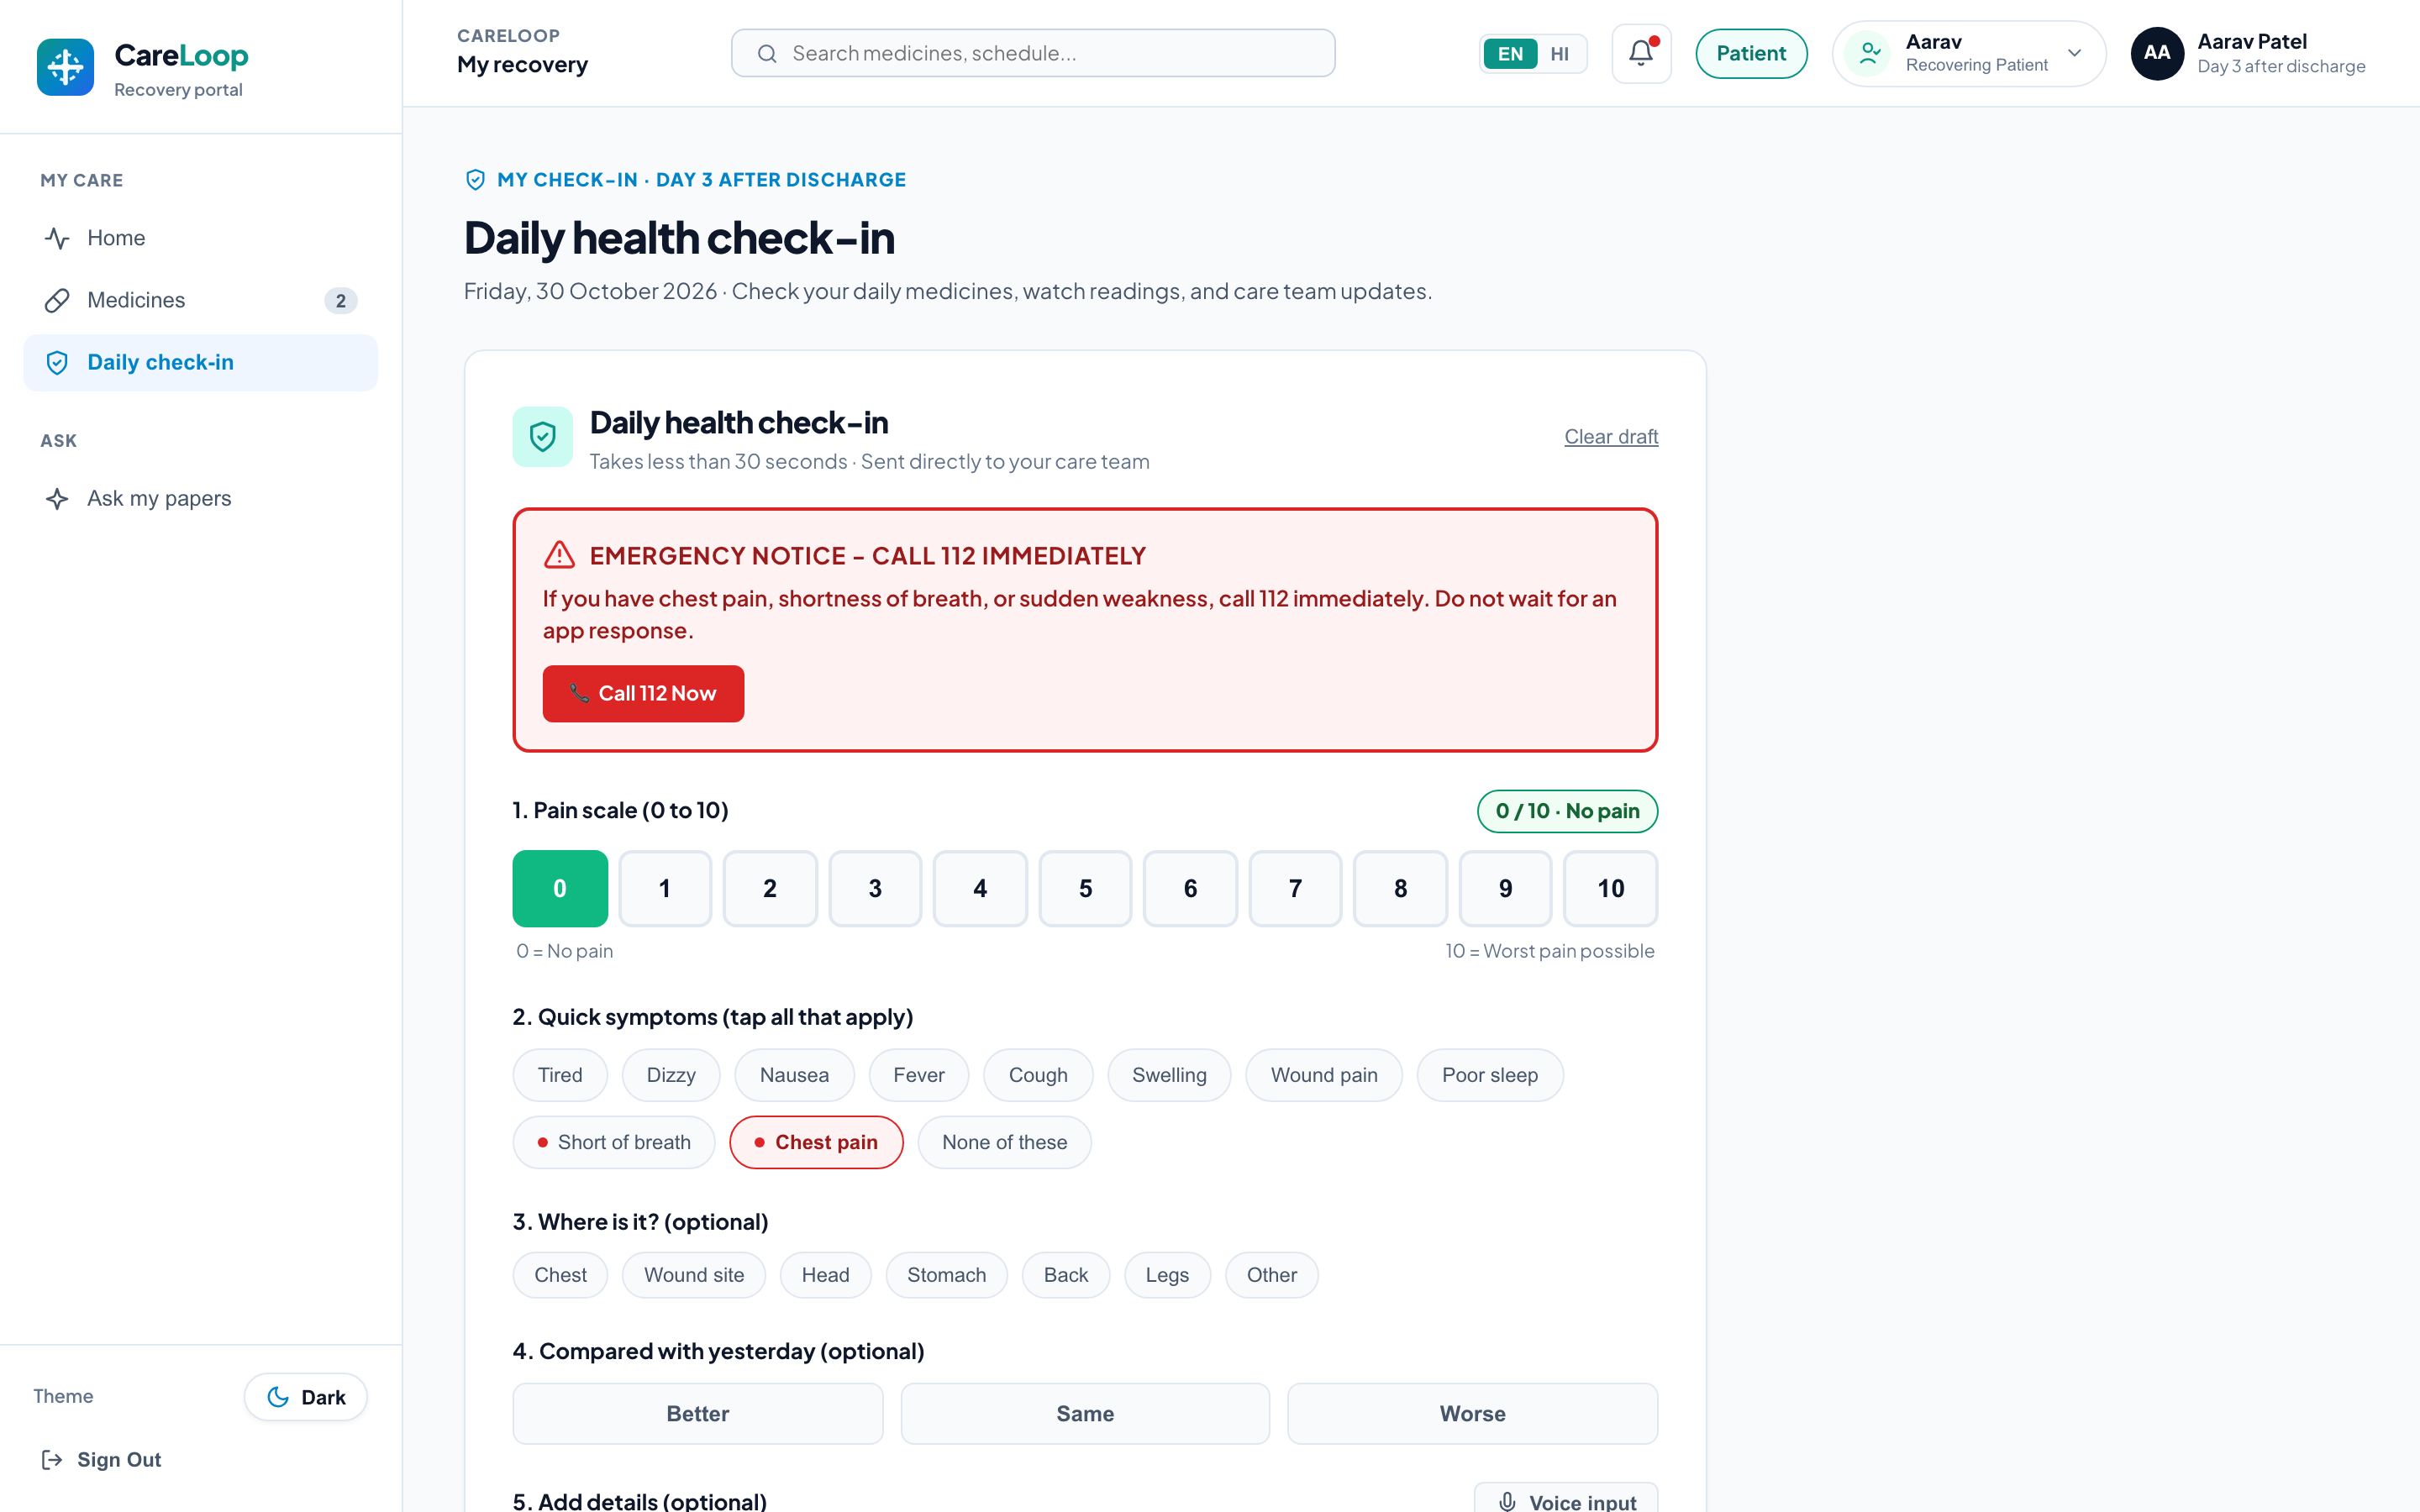 CareLoop
Recovery portal
MY CARE
Home
Medicines 2
Daily check-in
ASK
Ask my papers
Theme Dark
Sign Out
CARELOOP
My recovery
Search medicines, schedule...
EN HI
Patient
Aarav
Recovering Patient
AA
Aarav Patel
Day 3 after discharge
MY CHECK-IN · DAY 3 AFTER DISCHARGE
Daily health check-in
Friday, 30 October 2026 · Check your daily medicines, watch readings, and care team updates.
Daily health check-in
Takes less than 30 seconds · Sent directly to your care team
Clear draft
EMERGENCY NOTICE – CALL 112 IMMEDIATELY
If you have chest pain, shortness of breath, or sudden weakness, call 112 immediately. Do not wait for an
app response.
📞 Call 112 Now
1. Pain scale (0 to 10) 0 / 10 · No pain
0 1 2 3 4 5 6 7 8 9 10
0 = No pain 10 = Worst pain possible
2. Quick symptoms (tap all that apply)
Tired Dizzy Nausea Fever Cough Swelling Wound pain Poor sleep
Short of breath Chest pain None of these
3. Where is it? (optional)
Chest Wound site Head Stomach Back Legs Other
4. Compared with yesterday (optional)
Better Same Worse
5. Add details (optional) Voice input